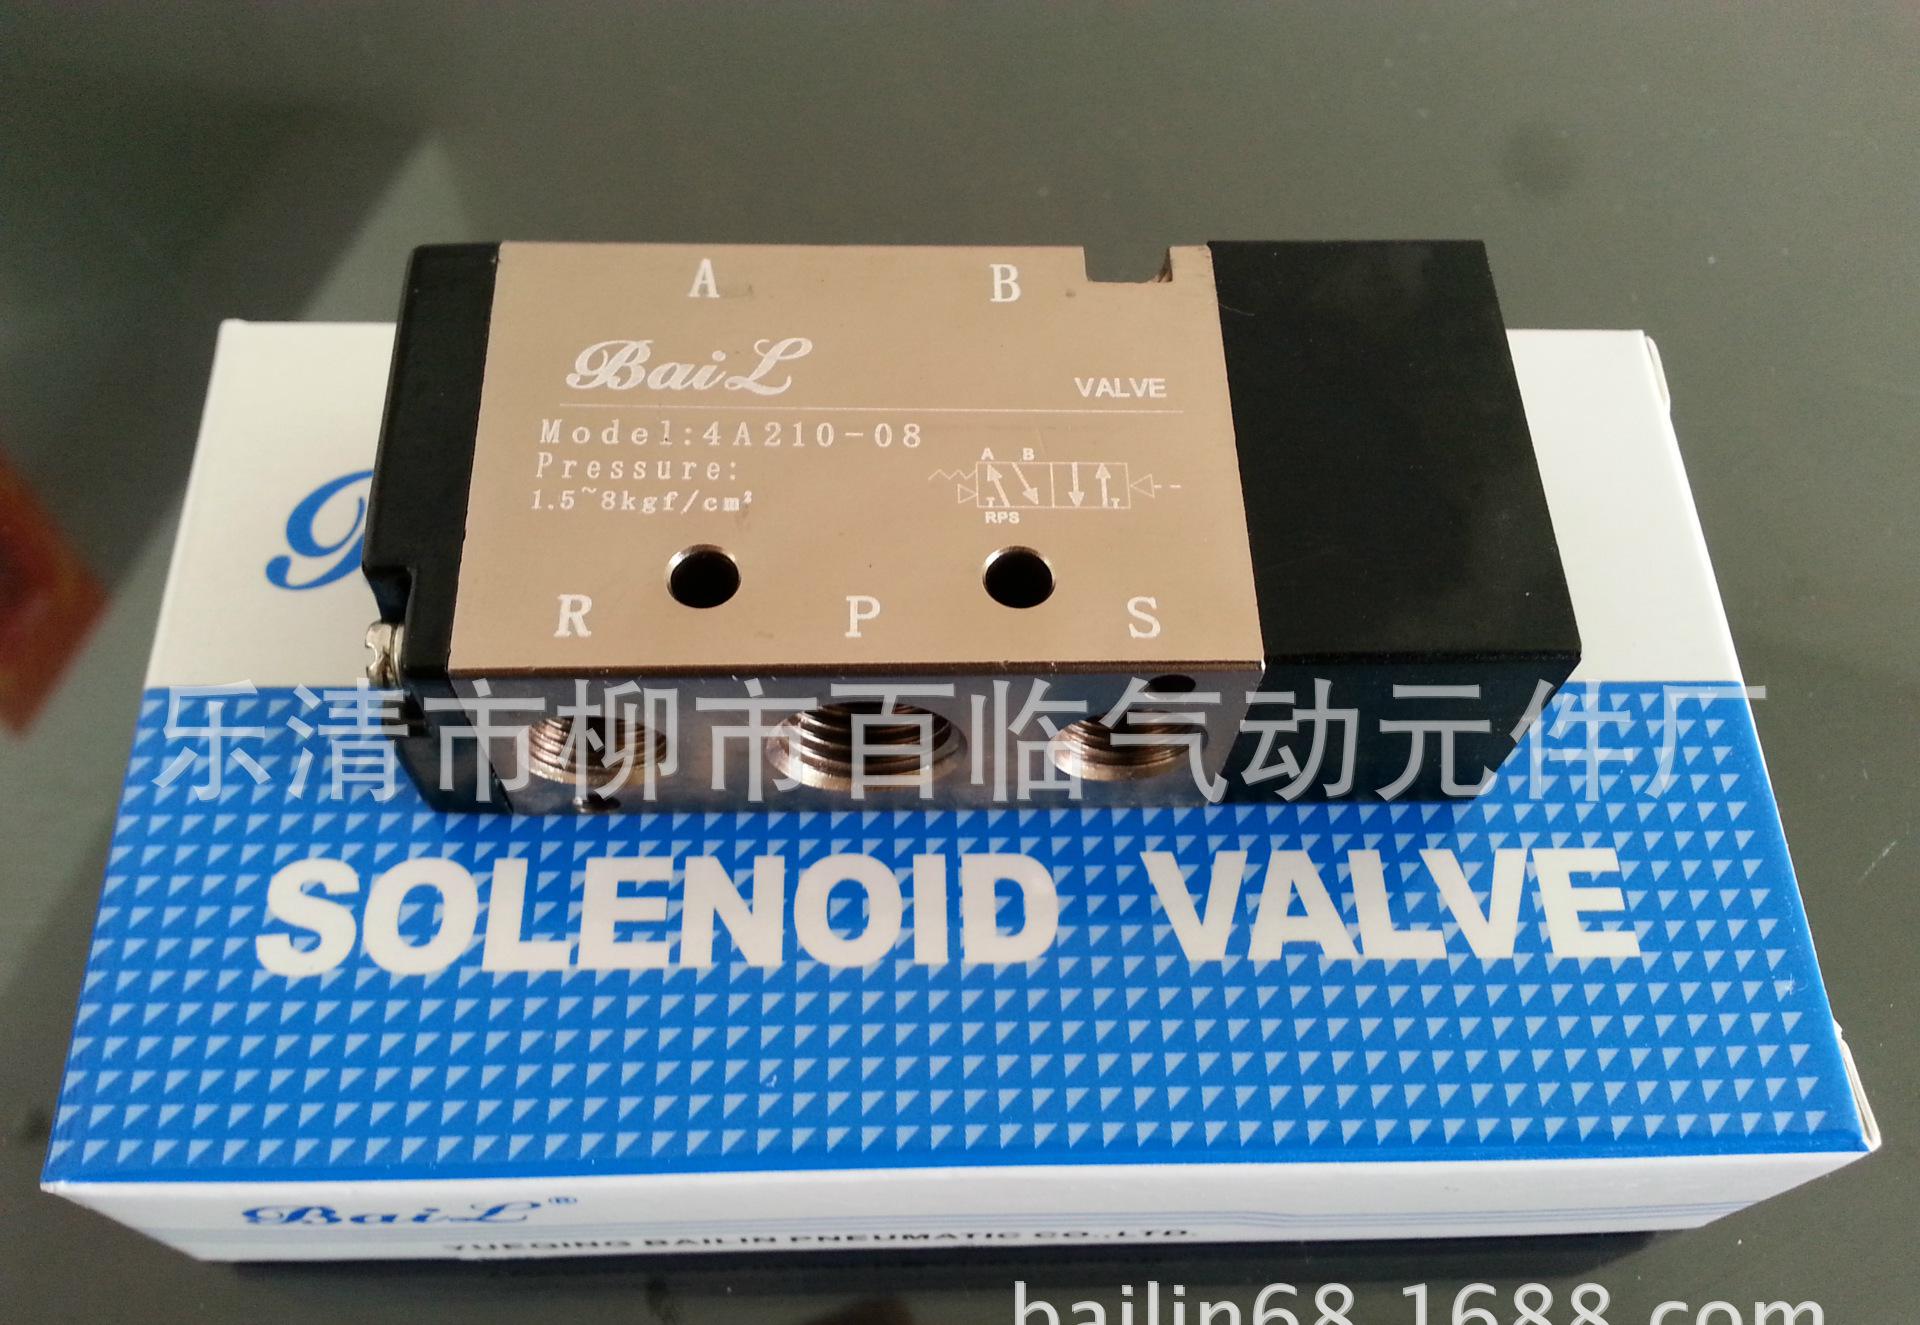 A B
BaiL
VALVE
Model:4A210-08
Pressure:
1.5~8kgf/cm²
A B
RPS
R P S
乐清市柳市百临气动元件厂
SOLENOID VALVE
BaiL®
YUEQING BAILIN PNEUMATIC CO.,LTD.
bailin68.1688.com